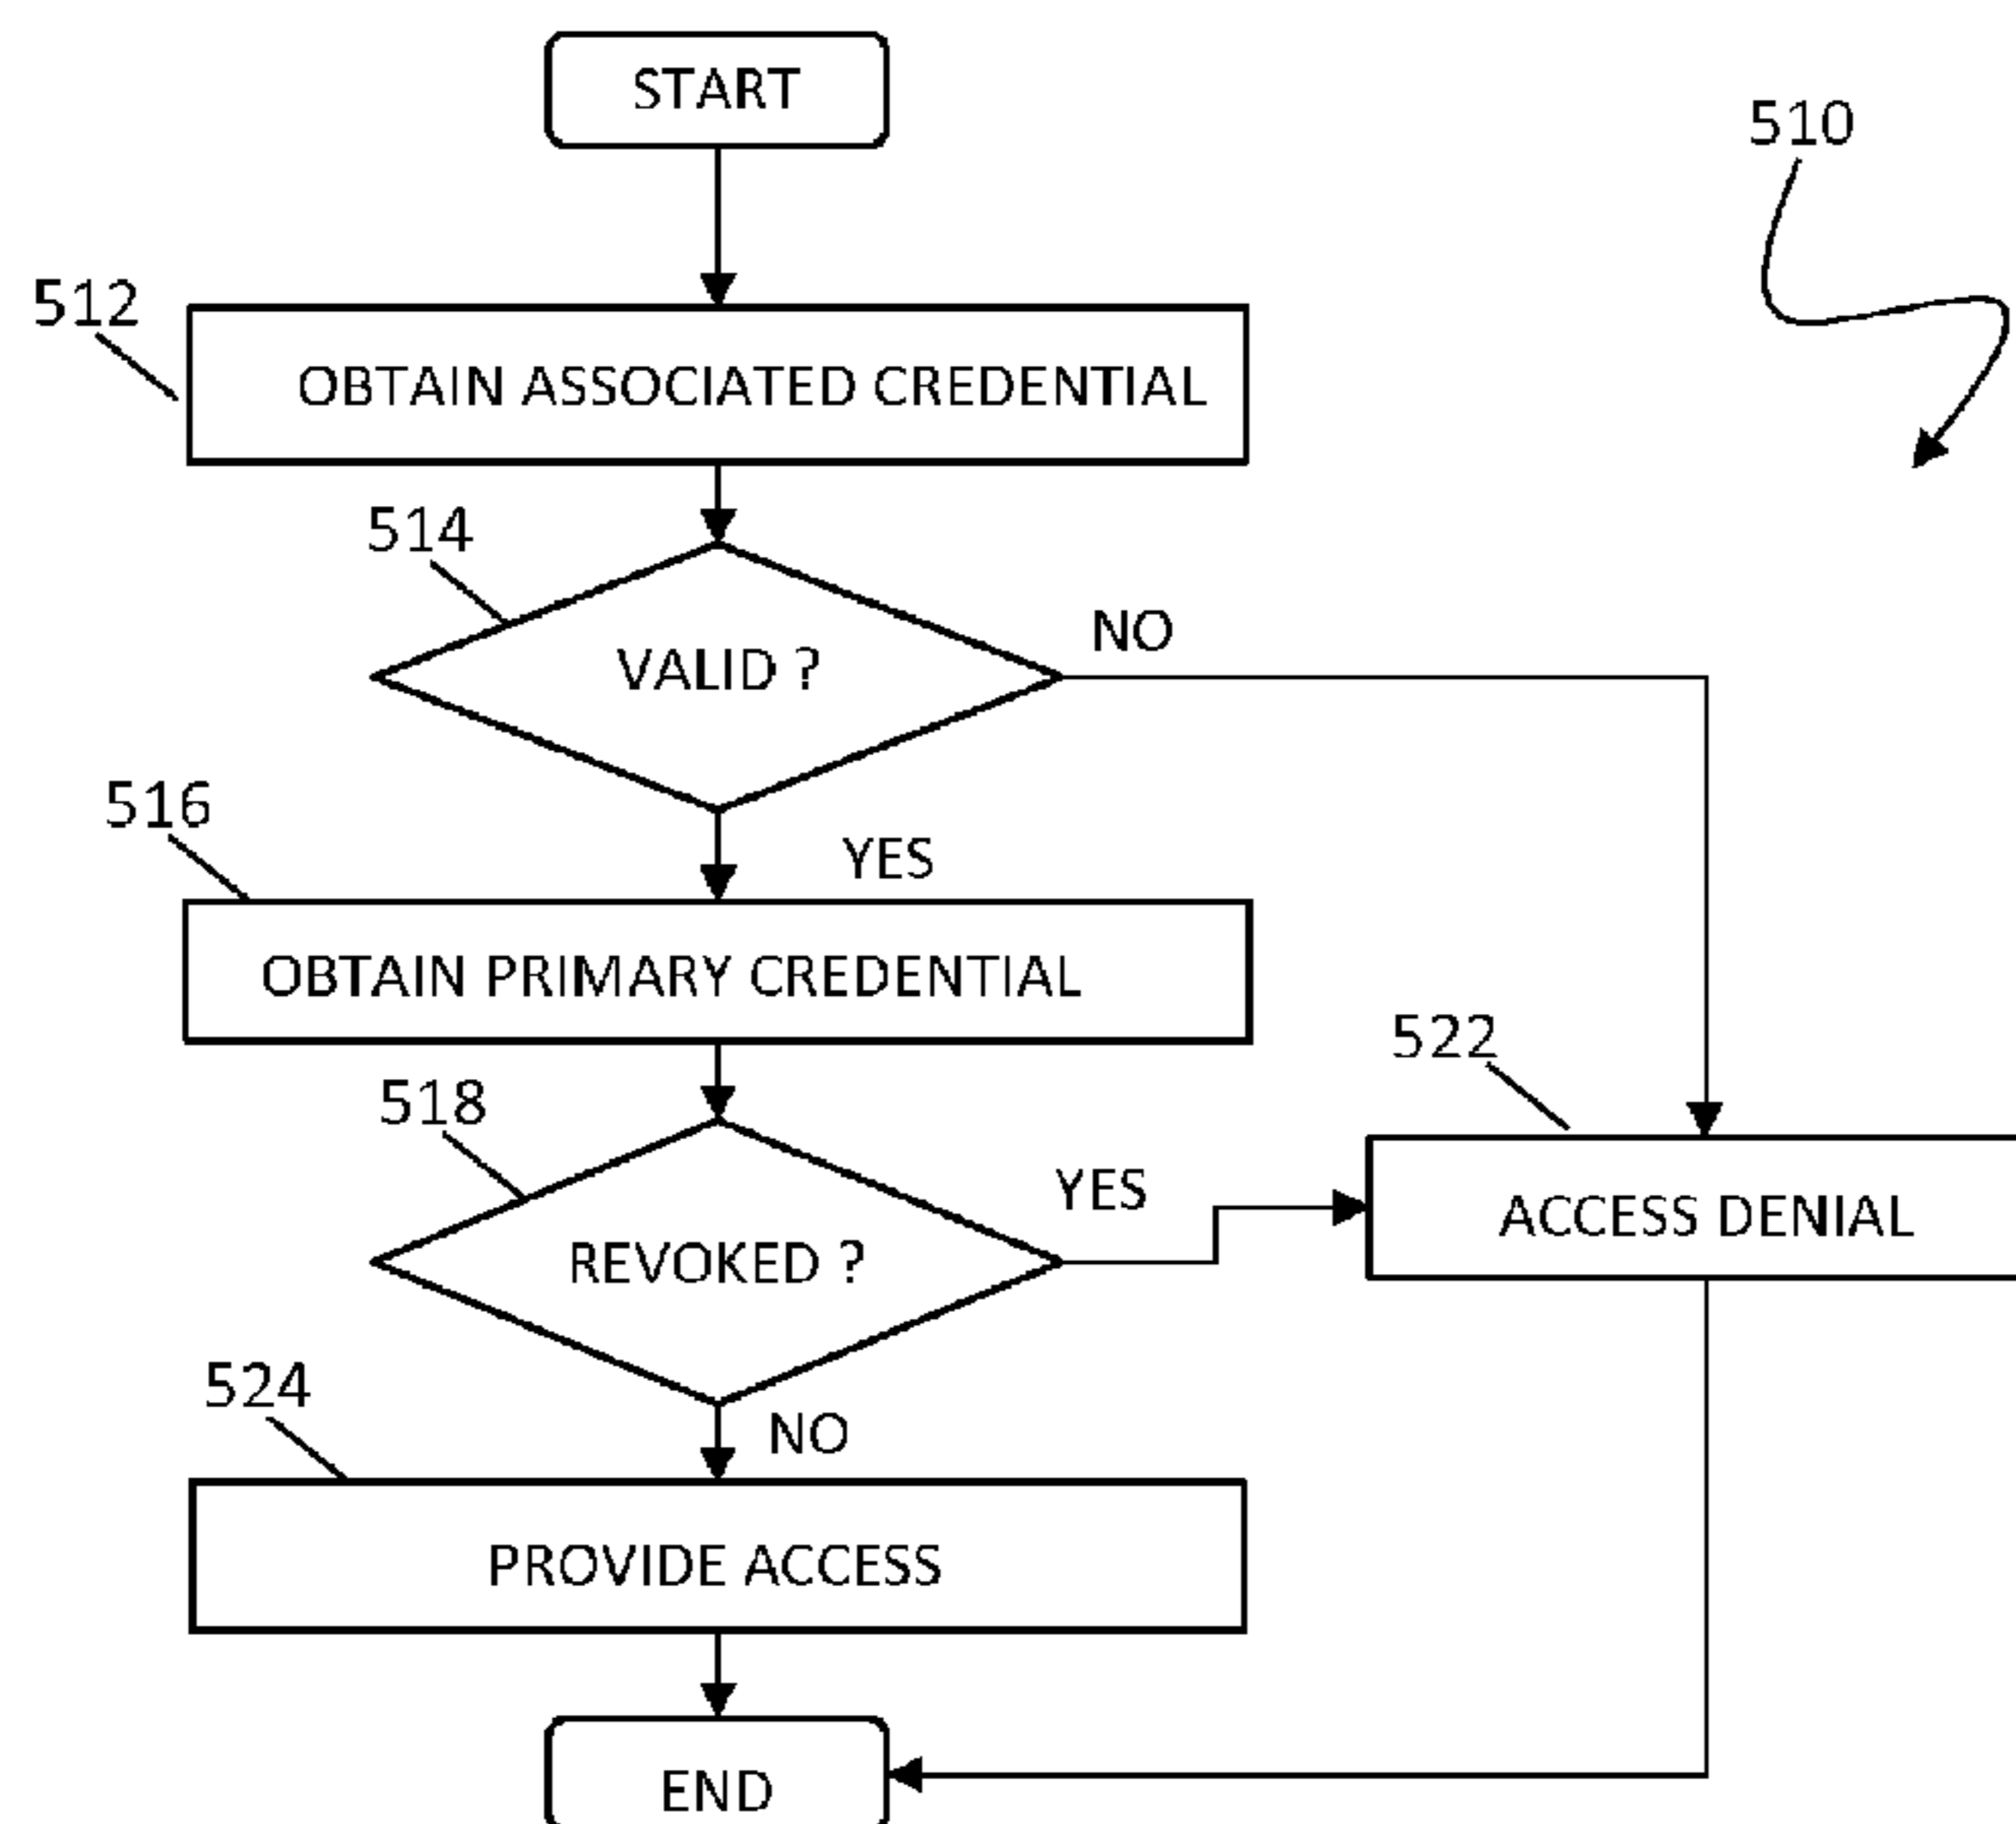 START
510
512
OBTAIN ASSOCIATED CREDENTIAL
514
VALID ?
NO
YES
516
OBTAIN PRIMARY CREDENTIAL
522
518
YES
ACCESS DENIAL
REVOKED ?
NO
524
PROVIDE ACCESS
END